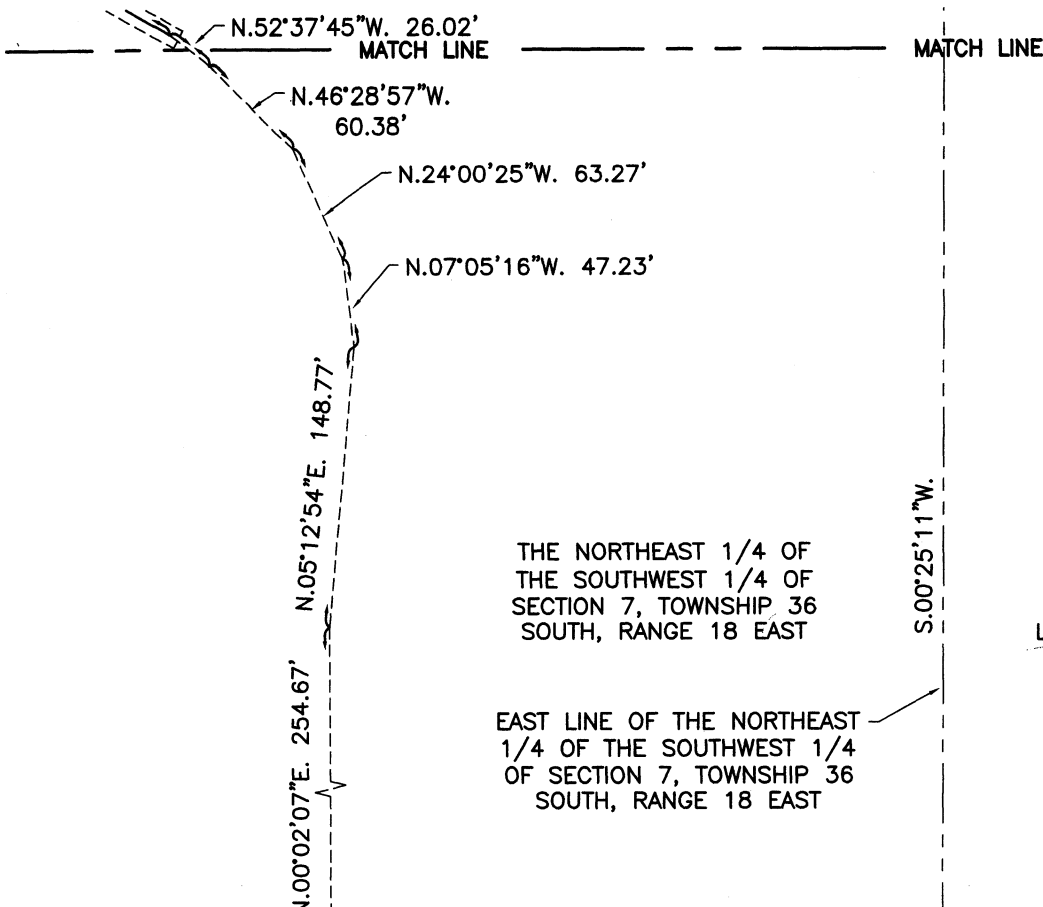 N.52°37'45"W. 26.02'
MATCH LINE
MATCH LINE
N.46°28'57"W.
60.38'
N.24°00'25"W. 63.27'
N.07°05'16"W. 47.23'
N.05°12'54"E. 148.77'
S.00°25'11"W.
THE NORTHEAST 1/4 OF
THE SOUTHWEST 1/4 OF
SECTION 7, TOWNSHIP 36
SOUTH, RANGE 18 EAST
L
N.00°02'07"E. 254.67'
EAST LINE OF THE NORTHEAST
1/4 OF THE SOUTHWEST 1/4
OF SECTION 7, TOWNSHIP 36
SOUTH, RANGE 18 EAST